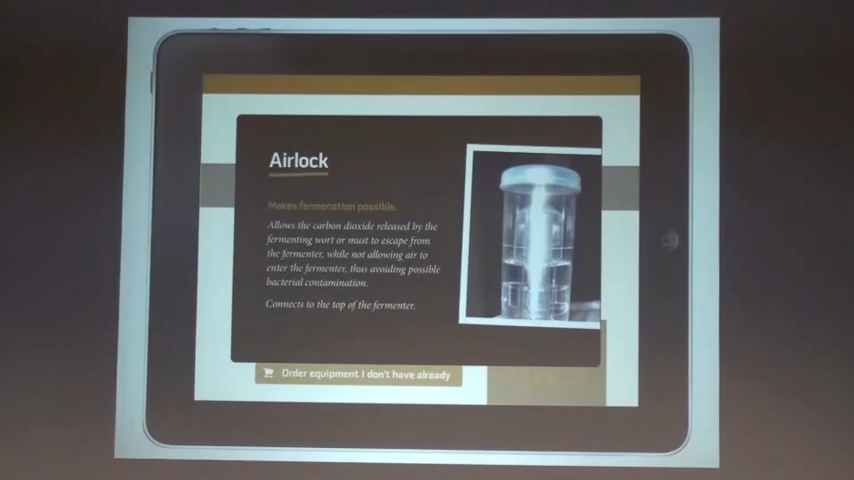 Airlock
Makes fermenation possible.
Allows the carbon dioxide released by the
fermenting wort or must to escape from
the fermenter, while not allowing air to
enter the fermenter, thus avoiding possible
bacterial contamination.
Connects to the top of the fermenter.
Order equipment I don't have already